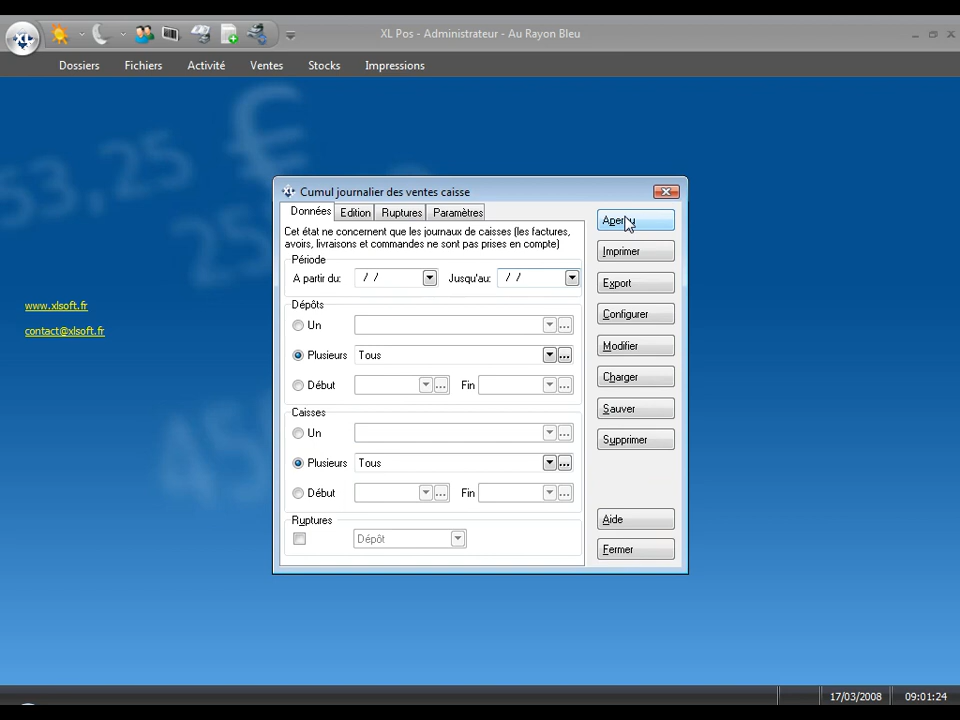 XL
XL Pos - Administrateur - Au Rayon Bleu
Dossiers Fichiers Activité Ventes Stocks Impressions
53,25 €
www.xlsoft.fr
contact@xlsoft.fr
Cumul journalier des ventes caisse
Données Edition Ruptures Paramètres
Cet état ne concernent que les journaux de caisses (les factures,
avoirs, livraisons et commandes ne sont pas prises en compte)
Période
A partir du: / / Jusqu'au: / /
Dépôts
Un
Plusieurs Tous
Début Fin
Caisses
Un
Plusieurs Tous
Début Fin
Ruptures
Dépôt
Aperçu
Imprimer
Export
Configurer
Modifier
Charger
Sauver
Supprimer
Aide
Fermer
17/03/2008 09:01:24